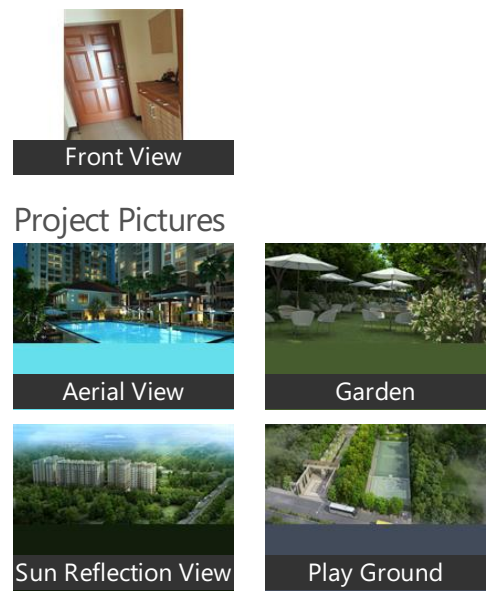 Front View
Project Pictures
Aerial View
Garden
Sun Reflection View
Play Ground